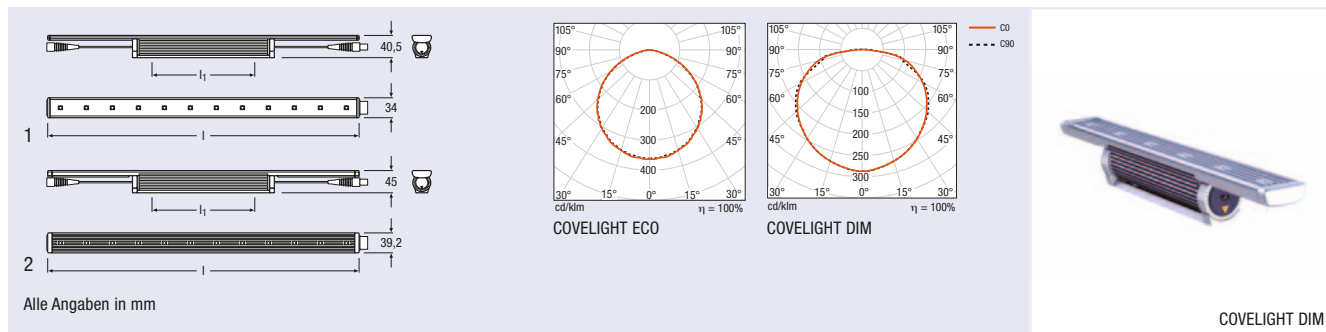 40,5
l1
34
1
l
45
l1
39,2
2
l
Alle Angaben in mm
105° 105°
90° 90°
75° 75°
60° 60°
200
45° 45°
300
400
30° 15° 0° 15° 30°
cd/klm η = 100%
COVELIGHT ECO
105° 105°
90° 90°
75° 75°
100
60° 60°
150
45° 200 45°
250
300
30° 15° 0° 15° 30°
cd/klm η = 100%
COVELIGHT DIM
C0
C90
COVELIGHT DIM